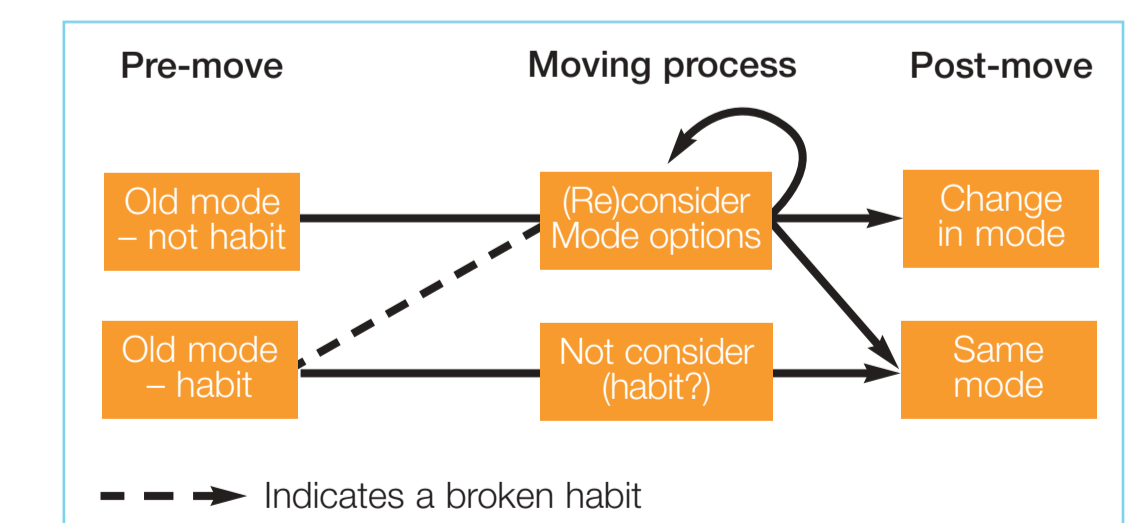 Pre-move
Moving process
Post-move
Old mode
– not habit
(Re)consider
Mode options
Change
in mode
Old mode
– habit
Not consider
(habit?)
Same
mode
Indicates a broken habit